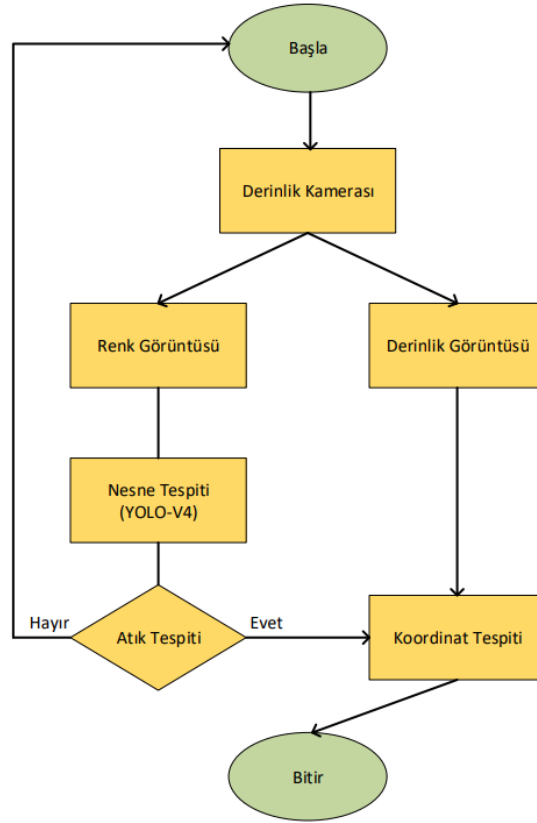 Başla
Derinlik Kamerası
Renk Görüntüsü
Derinlik Görüntüsü
Nesne Tespiti
(YOLO-V4)
Hayır
Atık Tespiti
Evet
Koordinat Tespiti
Bitir